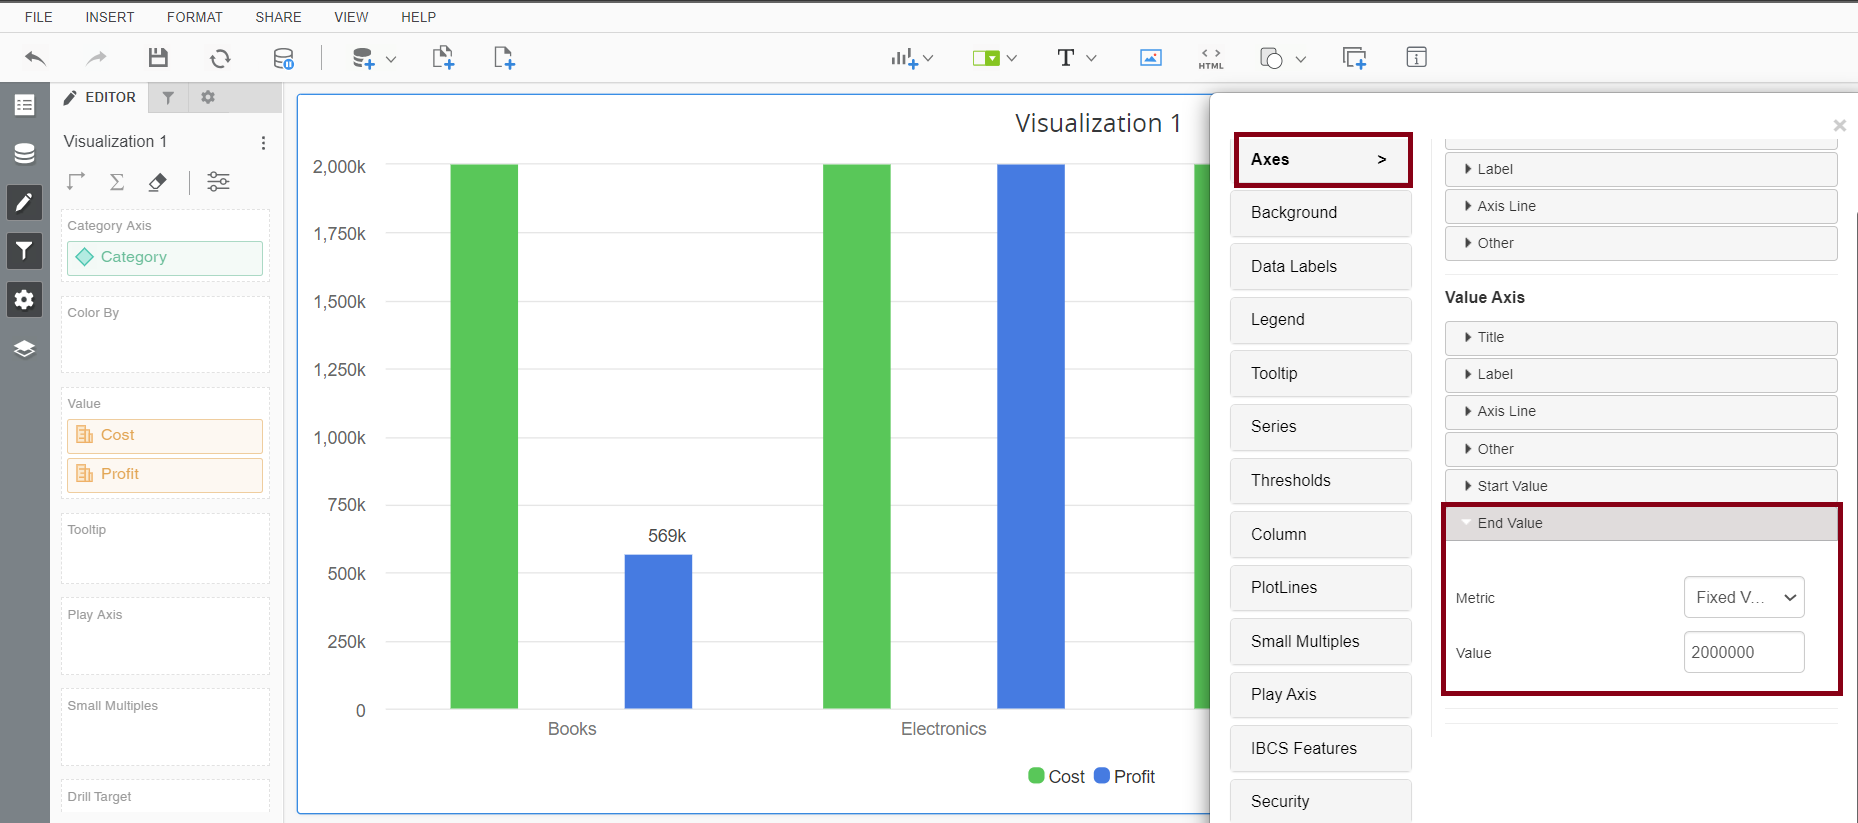 FILE INSERT FORMAT SHARE VIEW HELP
T
HTML
EDITOR
Visualization 1
Σ
Category Axis
Category
Color By
Value
Cost
Profit
Tooltip
Play Axis
Small Multiples
Drill Target
Visualization 1
2,000k
1,750k
1,500k
1,250k
1,000k
750k
500k
250k
0
569k
Books
Electronics
Cost Profit
Axes >
Background
Data Labels
Legend
Tooltip
Series
Thresholds
Column
PlotLines
Small Multiples
Play Axis
IBCS Features
Security
Label
Axis Line
Other
Value Axis
Title
Label
Axis Line
Other
Start Value
End Value
Metric Fixed V...
Value 2000000